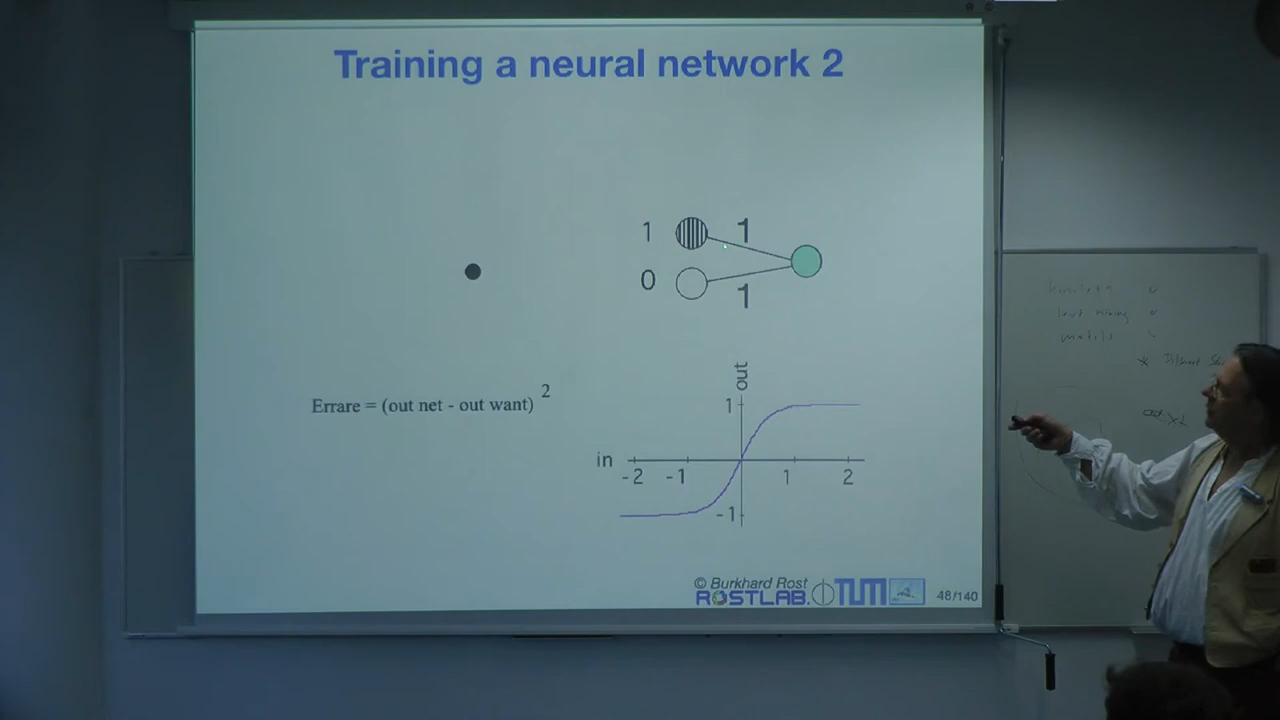 Training a neural network 2
1
1
0
1
Errare = (out net - out want) 2
out
1
in
-2 -1 1 2
-1
© Burkhard Rost
ROSTLAB. TUM
48/140